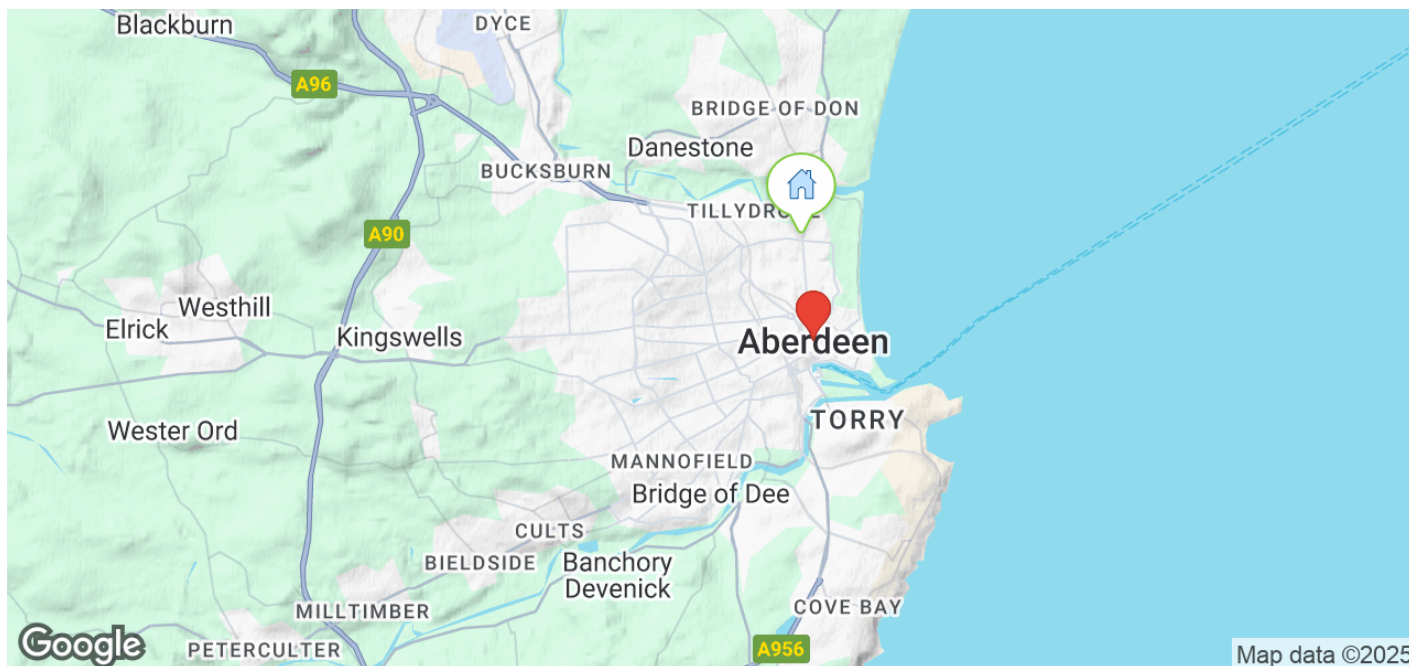 Blackburn
DYCE
A96
BRIDGE OF DON
Danestone
BUCKSBURN
A90
Westhill
Elrick
Kingswells
Aberdeen
TORRY
Wester Ord
MANNOFIELD
Bridge of Dee
CULTS
BIELDSIDE
Banchory
Devenick
MILLTIMBER
COVE BAY
PETERCULTER
A956
Google
Map data ©2025